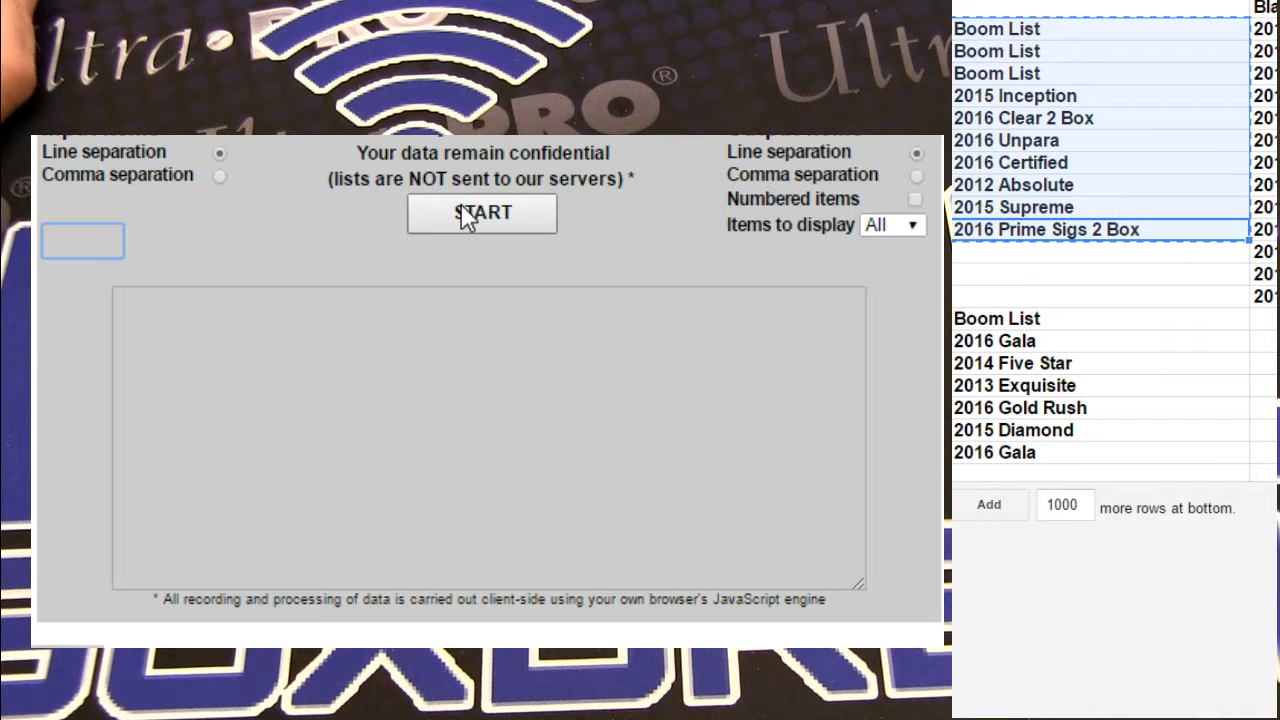 ltra PRO
Ult
PRO®
Line separation
Comma separation
Your data remain confidential
(lists are NOT sent to our servers) *
START
Line separation
Comma separation
Numbered items
Items to display All
* All recording and processing of data is carried out client-side using your own browser's JavaScript engine
Boom List
Boom List
Boom List
2015 Inception
2016 Clear 2 Box
2016 Unpara
2016 Certified
2012 Absolute
2015 Supreme
2016 Prime Sigs 2 Box
Boom List
2016 Gala
2014 Five Star
2013 Exquisite
2016 Gold Rush
2015 Diamond
2016 Gala
Add 1000 more rows at bottom.